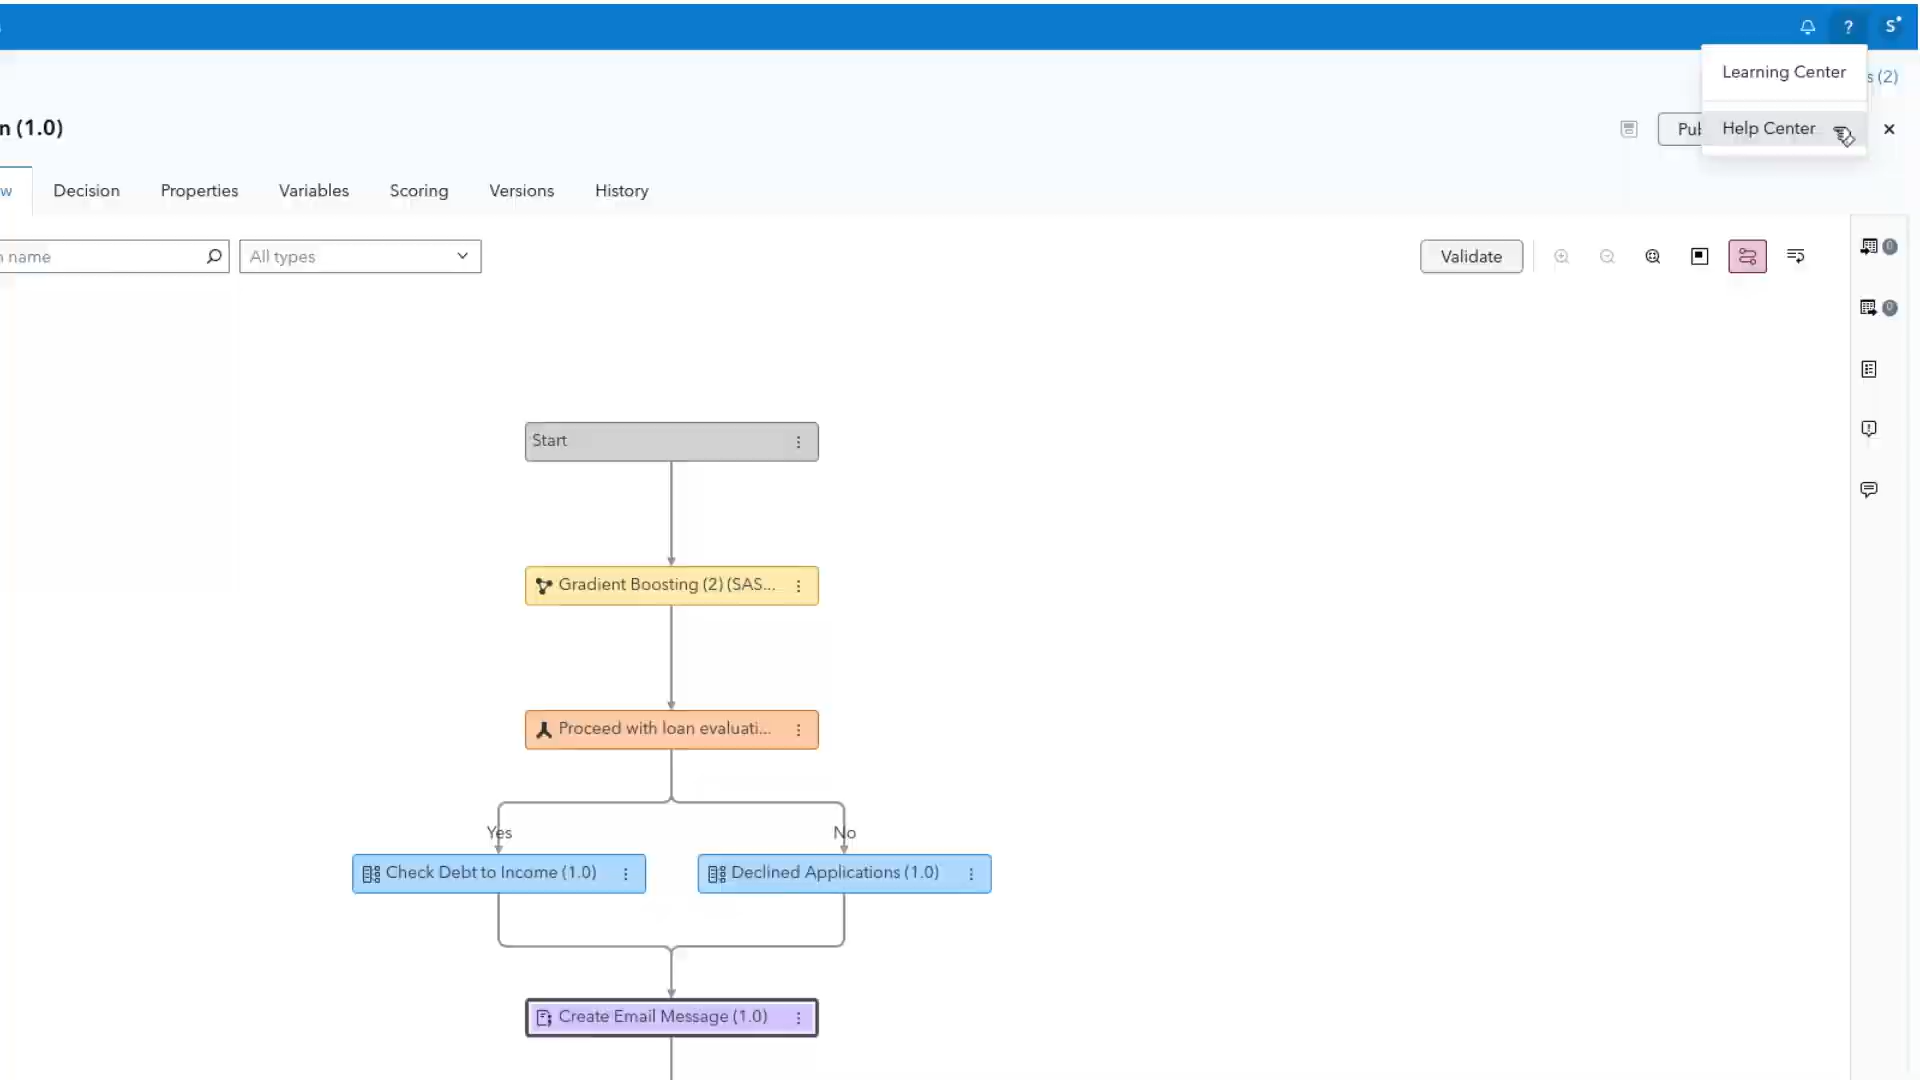 ? S
Learning Center
s (2)
n (1.0)
Pub
Help Center
w Decision Properties Variables Scoring Versions History
name All types Validate
Start
Gradient Boosting (2) (SAS...
Proceed with loan evaluati...
Yes No
Check Debt to Income (1.0) Declined Applications (1.0)
Create Email Message (1.0)